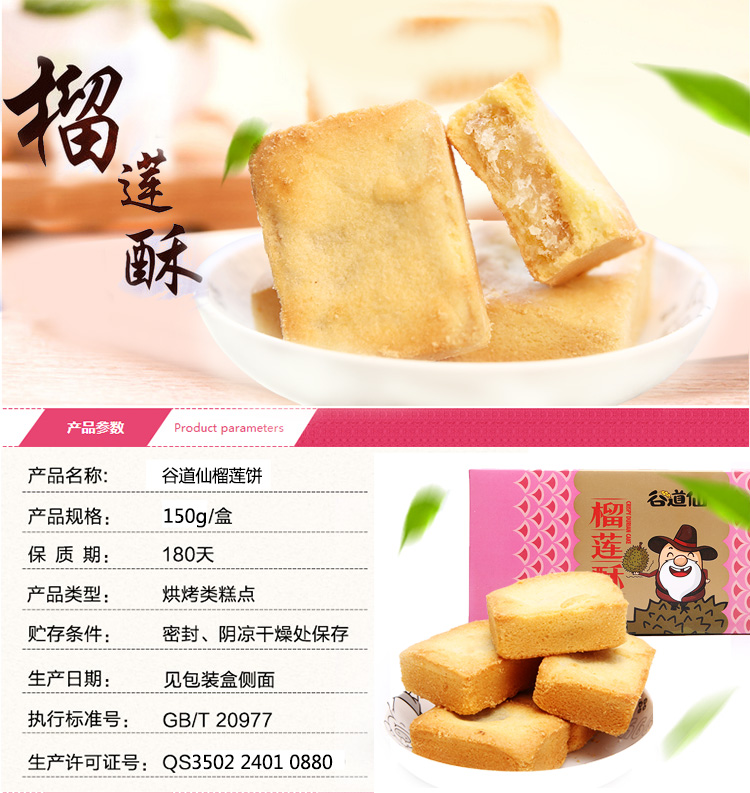 榴莲酥
产品参数 Product parameters
产品名称: 谷道仙榴莲饼
产品规格: 150g/盒
保质期: 180天
产品类型: 烘烤类糕点
贮存条件: 密封、阴凉干燥处保存
生产日期: 见包装盒侧面
执行标准号: GB/T 20977
生产许可证号: QS3502 2401 0880
谷道仙
榴莲酥